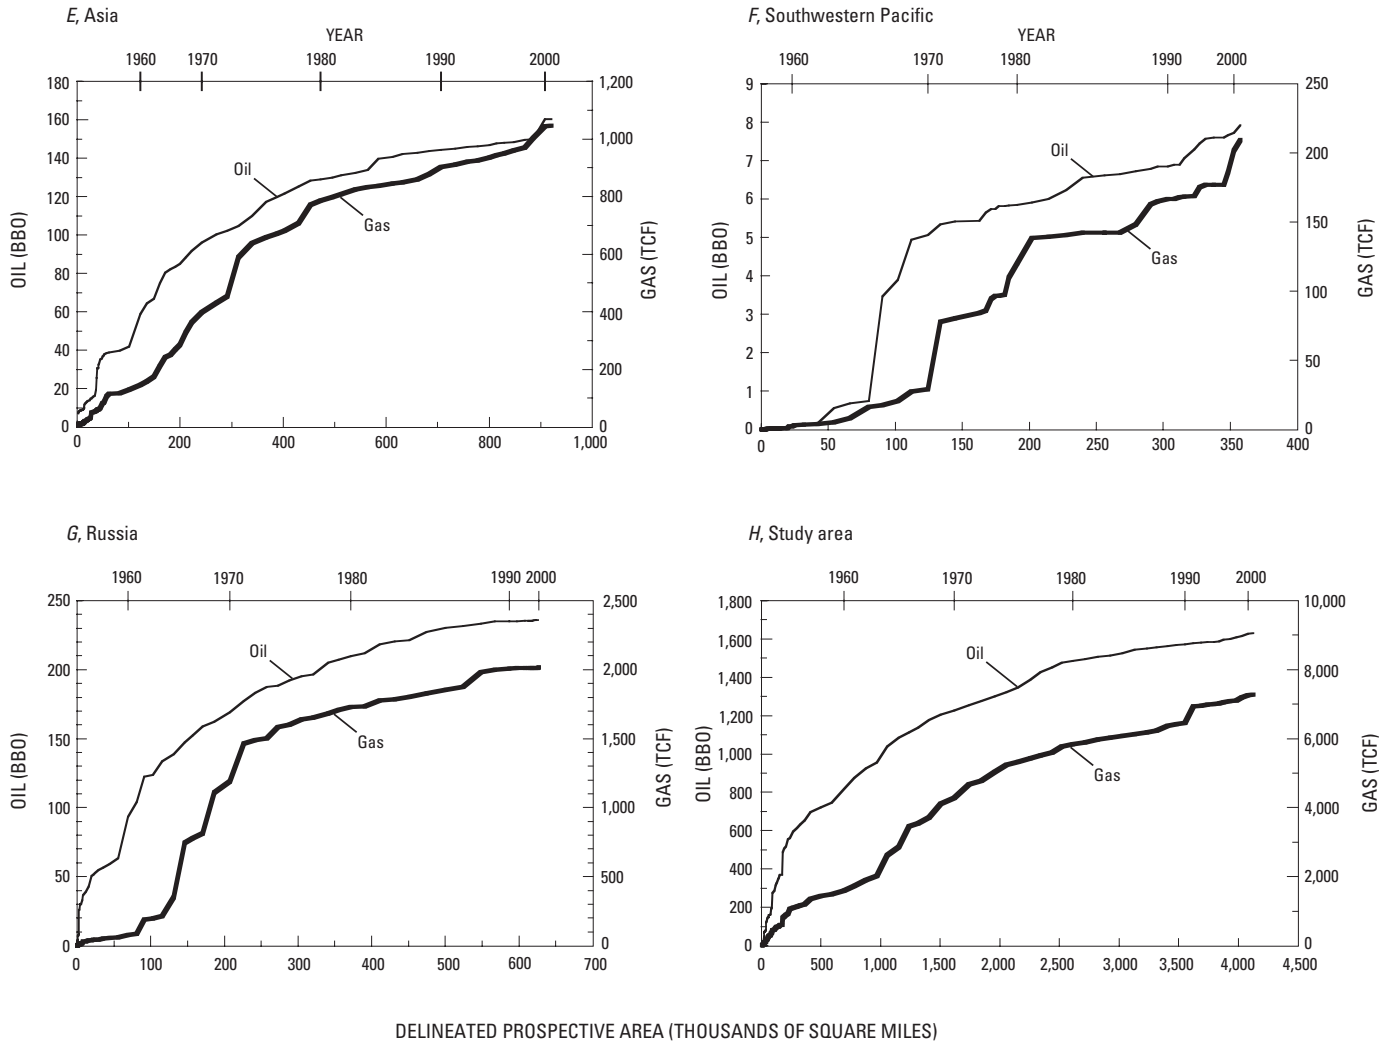 E, Asia
YEAR
1960 1970 1980 1990 2000
180 160 140 120 100 80 60 40 20 0
OIL (BBO)
1,200 1,000 800 600 400 200 0
GAS (TCF)
Oil
Gas
0 200 400 600 800 1,000
F, Southwestern Pacific
YEAR
1960 1970 1980 1990 2000
9 8 7 6 5 4 3 2 1 0
OIL (BBO)
250 200 150 100 50 0
GAS (TCF)
Oil
Gas
0 50 100 150 200 250 300 350 400
G, Russia
1960 1970 1980 1990 2000
250 200 150 100 50 0
OIL (BBO)
2,500 2,000 1,500 1,000 500 0
GAS (TCF)
Oil
Gas
0 100 200 300 400 500 600 700
H, Study area
1960 1970 1980 1990 2000
1,800 1,600 1,400 1,200 1,000 800 600 400 200 0
OIL (BBO)
10,000 8,000 6,000 4,000 2,000 0
GAS (TCF)
Oil
Gas
0 500 1,000 1,500 2,000 2,500 3,000 3,500 4,000 4,500
DELINEATED PROSPECTIVE AREA (THOUSANDS OF SQUARE MILES)